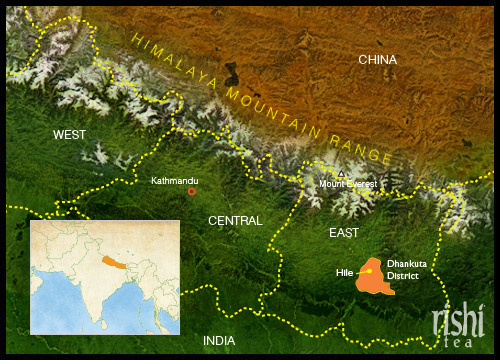 CHINA
HIMALAYA MOUNTAIN RANGE
WEST
Mount Everest
Kathmandu
CENTRAL
EAST
Hile
Dhankuta
District
INDIA
rishi
tea